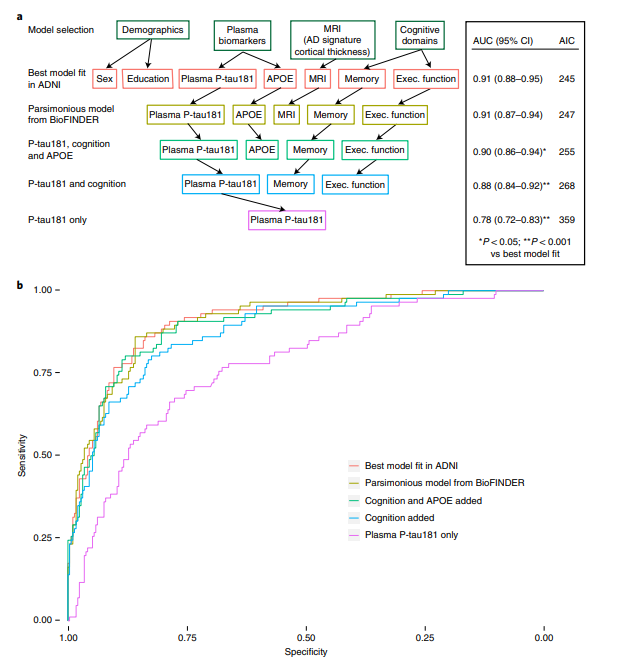 a
Model selection
Demographics
Plasma
biomarkers
MRI
(AD signature
cortical thickness)
Cognitive
domains
AUC (95% CI) AIC
Best model fit
in ADNI
Sex Education Plasma P-tau181 APOE MRI Memory Exec. function
0.91 (0.88–0.95) 245
Parsimonious model
from BioFINDER
Plasma P-tau181 APOE MRI Memory Exec. function
0.91 (0.87–0.94) 247
P-tau181, cognition
and APOE
Plasma P-tau181 APOE Memory Exec. function
0.90 (0.86–0.94)* 255
P-tau181 and cognition
Plasma P-tau181 Memory Exec. function
0.88 (0.84–0.92)** 268
P-tau181 only
Plasma P-tau181
0.78 (0.72–0.83)** 359
*P < 0.05; **P < 0.001
vs best model fit
b
1.00
0.75
0.50
0.25
0.00
Sensitivity
Best model fit in ADNI
Parsimonious model from BioFINDER
Cognition and APOE added
Cognition added
Plasma P-tau181 only
1.00 0.75 0.50 0.25 0.00
Specificity